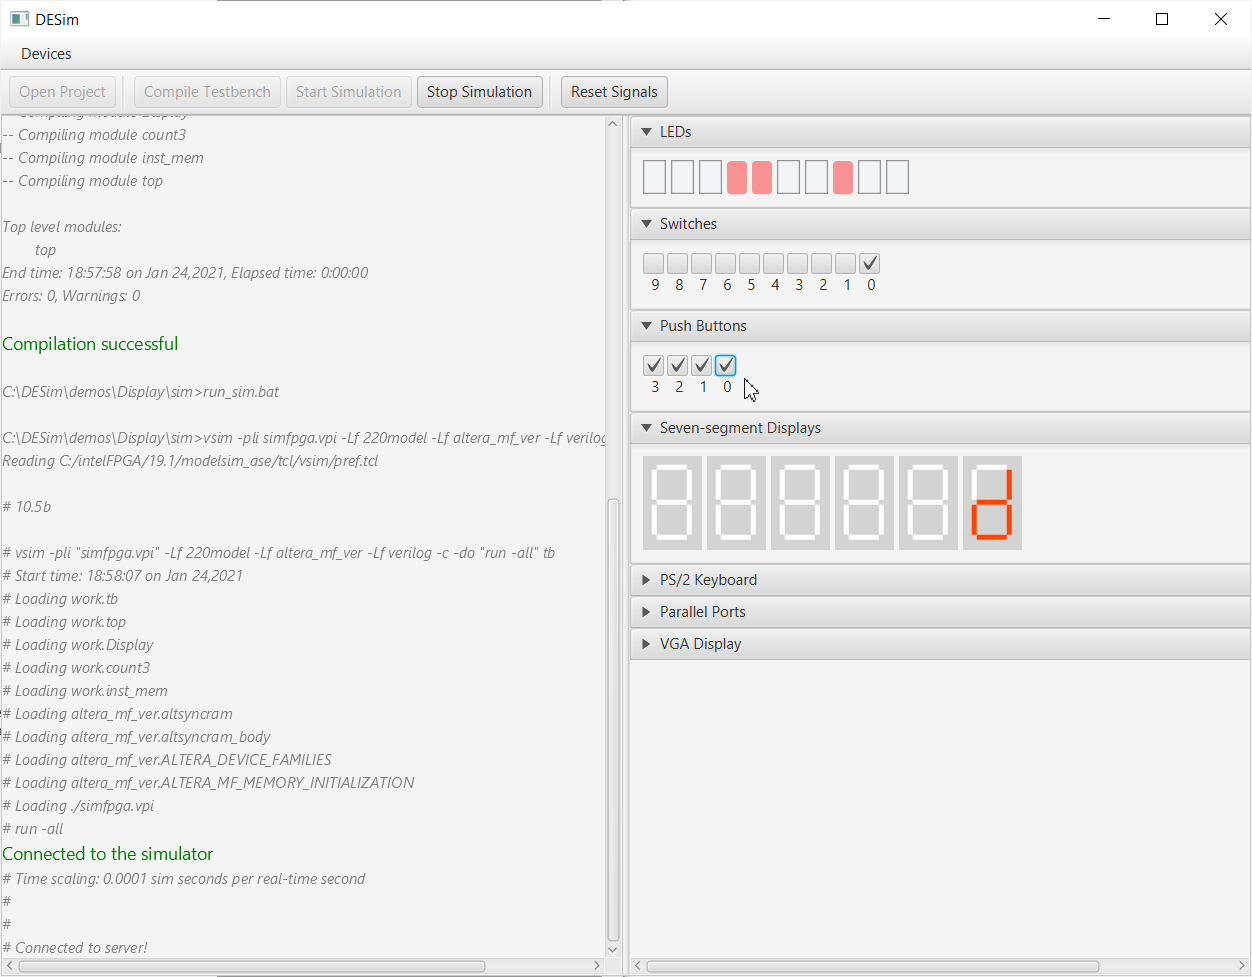 DESim
Devices
Open Project
Compile Testbench
Start Simulation
Stop Simulation
Reset Signals
-- Compiling module Display
-- Compiling module count3
-- Compiling module inst_mem
-- Compiling module top
Top level modules:
top
End time: 18:57:58 on Jan 24,2021, Elapsed time: 0:00:00
Errors: 0, Warnings: 0
Compilation successful
C:\DESim\demos\Display\sim>run_sim.bat
C:\DESim\demos\Display\sim>vsim -pli simfpga.vpi -Lf 220model -Lf altera_mf_ver -Lf verilog
Reading C:/intelFPGA/19.1/modelsim_ase/tcl/vsim/pref.tcl
# 10.5b
# vsim -pli "simfpga.vpi" -Lf 220model -Lf altera_mf_ver -Lf verilog -c -do "run -all" tb
# Start time: 18:58:07 on Jan 24,2021
# Loading work.tb
# Loading work.top
# Loading work.Display
# Loading work.count3
# Loading work.inst_mem
# Loading altera_mf_ver.altsyncram
# Loading altera_mf_ver.altsyncram_body
# Loading altera_mf_ver.ALTERA_DEVICE_FAMILIES
# Loading altera_mf_ver.ALTERA_MF_MEMORY_INITIALIZATION
# Loading ./simfpga.vpi
# run -all
Connected to the simulator
# Time scaling: 0.0001 sim seconds per real-time second
#
#
# Connected to server!
LEDs
Switches
9 8 7 6 5 4 3 2 1 0
Push Buttons
3 2 1 0
Seven-segment Displays
d
PS/2 Keyboard
Parallel Ports
VGA Display